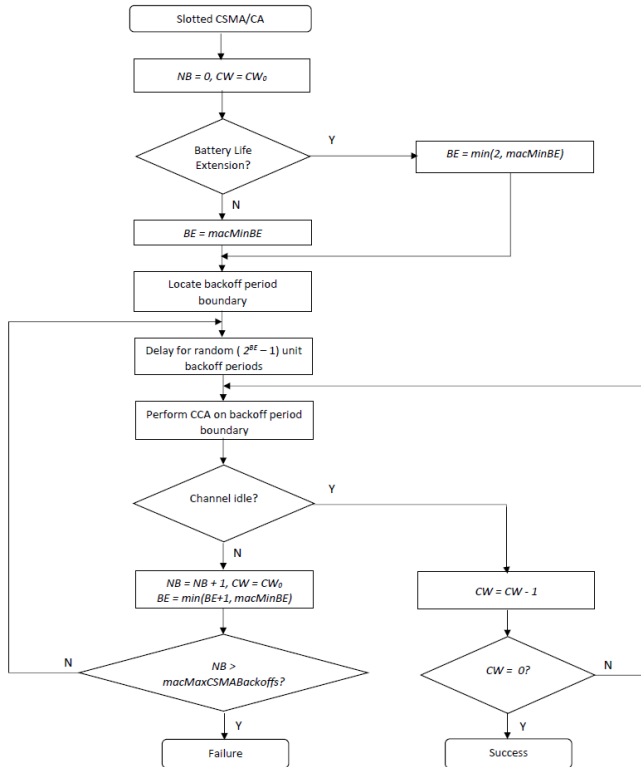 Slotted CSMA/CA
NB = 0, CW = CW₀
Battery Life
Extension?
Y
BE = min(2, macMinBE)
N
BE = macMinBE
Locate backoff period
boundary
Delay for random ( 2^BE – 1) unit
backoff periods
Perform CCA on backoff period
boundary
Channel idle?
Y
N
NB = NB + 1, CW = CW₀
BE = min(BE+1, macMinBE)
CW = CW - 1
N
NB >
macMaxCSMABackoffs?
CW = 0?
N
Y
Y
Failure
Success